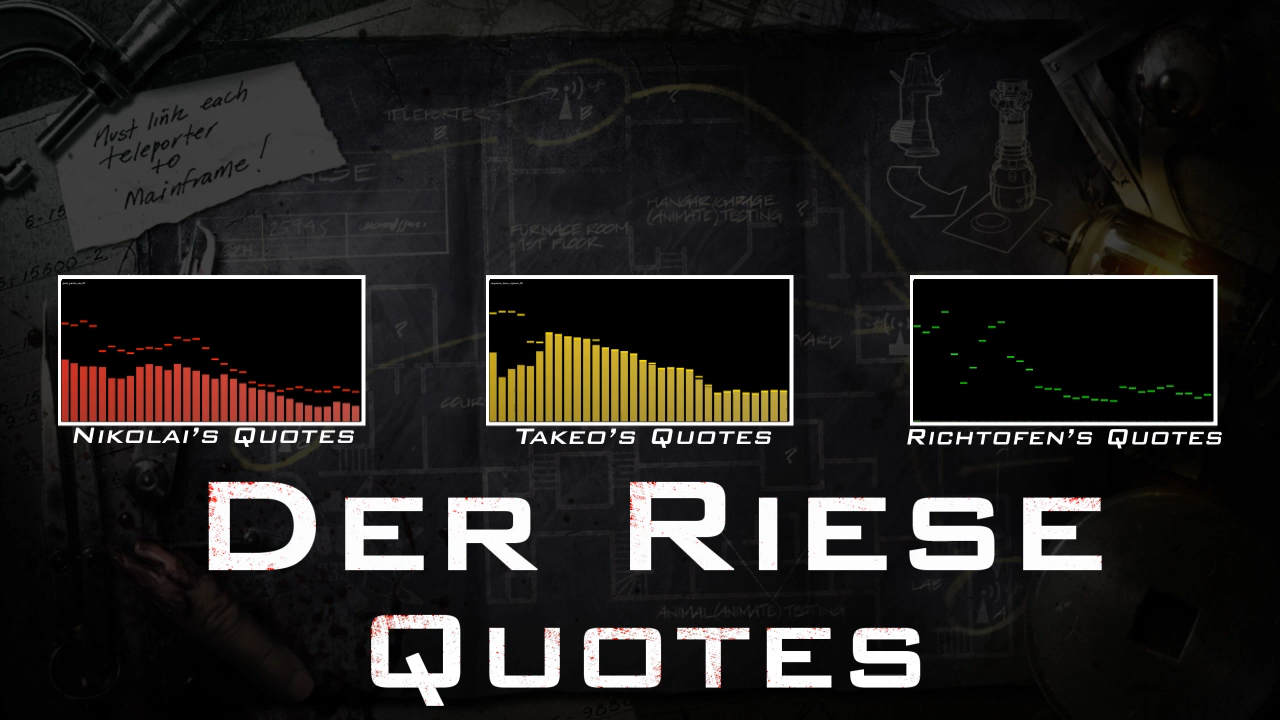 Must link each
teleporter
to
Mainframe!
TELEPORTER
B
B
HANGAR/GARAGE
(ANIMATE) TESTING
?
FURNACE ROOM
1ST FLOOR
?
YARD
?
NIKOLAI'S QUOTES
TAKEO'S QUOTES
RICHTOFEN'S QUOTES
DER RIESE
QUOTES
LAB
A
ANIMAL (ANIMATE) TESTING